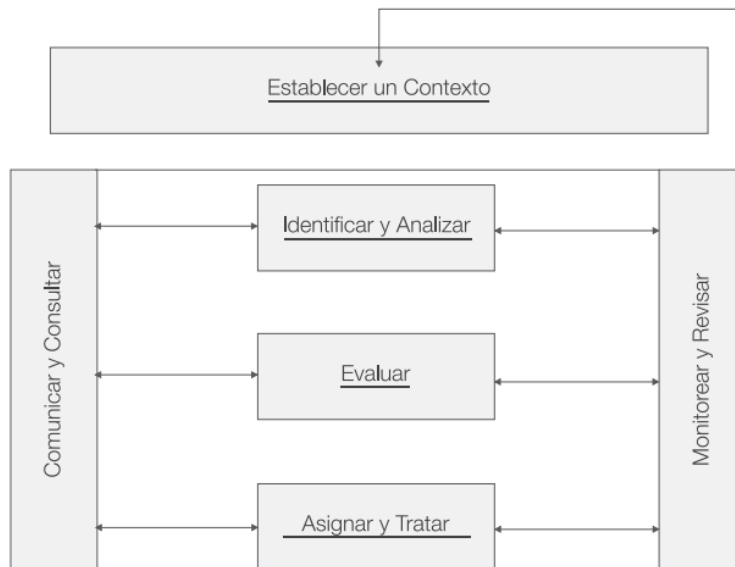 Establecer un Contexto
Identificar y Analizar
Comunicar y Consultar
Evaluar
Monitorear y Revisar
Asignar y Tratar